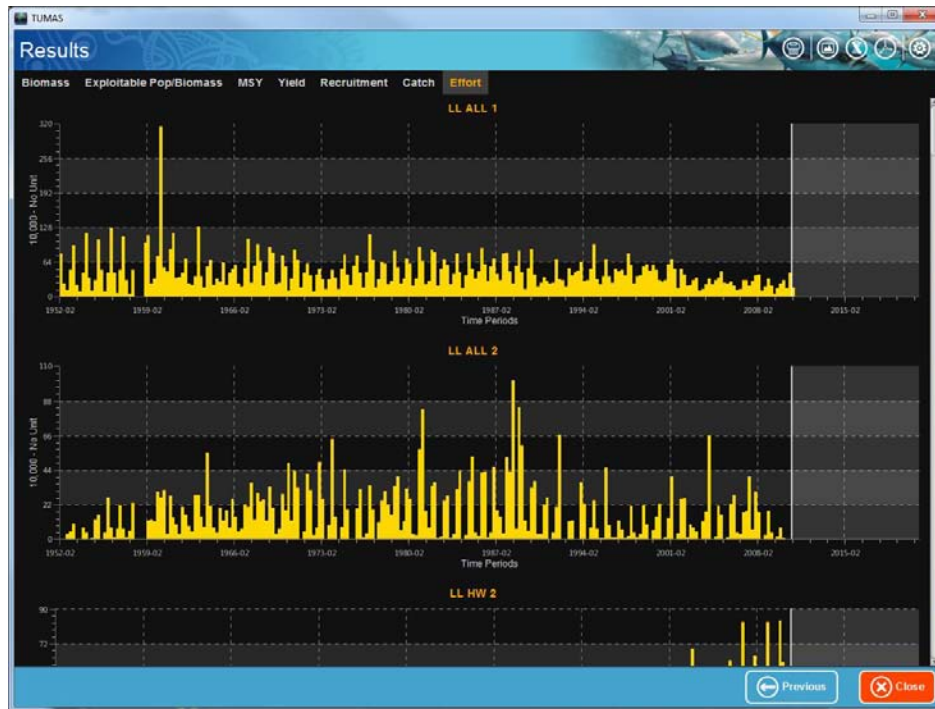 TUMAS
Results
Biomass Exploitable Pop/Biomass MSY Yield Recruitment Catch Effort
LL ALL 1
320
256
192
128
64
0
10,000 - No Unit
1952-02 1959-02 1966-02 1973-02 1980-02 1987-02 1994-02 2001-02 2008-02 2015-02
Time Periods
LL ALL 2
110
88
66
44
22
0
10,000 - No Unit
1952-02 1959-02 1966-02 1973-02 1980-02 1987-02 1994-02 2001-02 2008-02 2015-02
Time Periods
LL HW 2
90
72
Previous Close